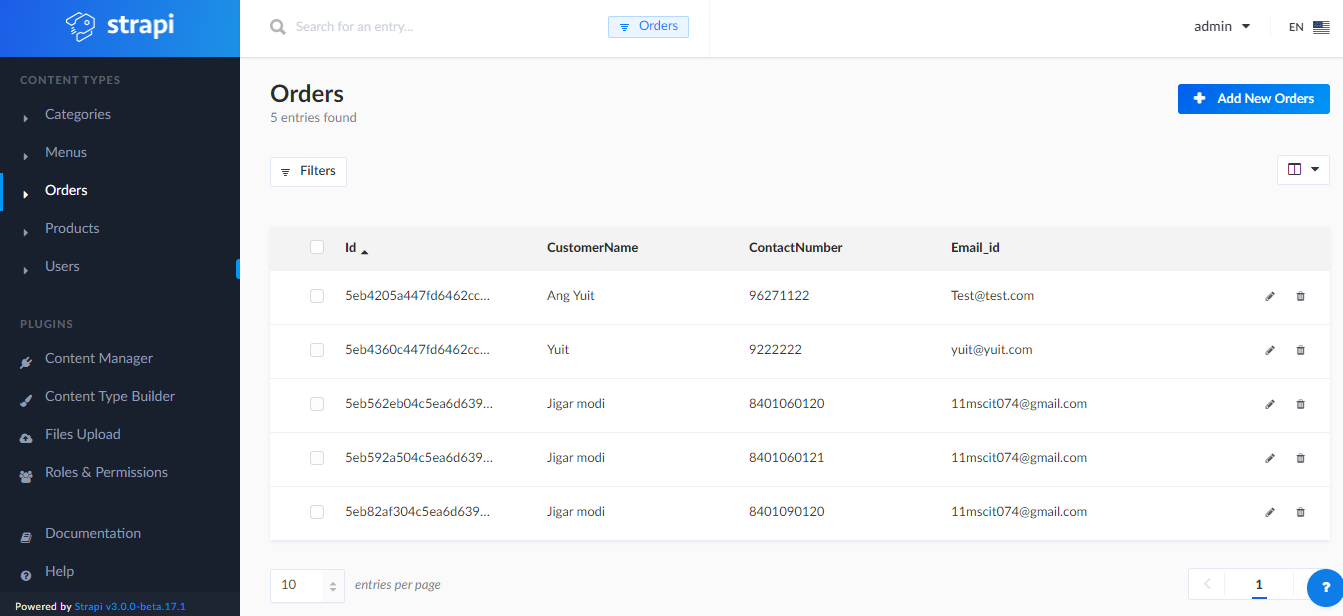 strapi
Search for an entry...
Orders
admin
EN
CONTENT TYPES
Categories
Menus
Orders
Products
Users
PLUGINS
Content Manager
Content Type Builder
Files Upload
Roles & Permissions
Documentation
Help
Powered by Strapi v3.0.0-beta.17.1
Orders
5 entries found
Add New Orders
Filters
Id CustomerName ContactNumber Email_id
5eb4205a447fd6462cc... Ang Yuit 96271122 Test@test.com
5eb4360c447fd6462cc... Yuit 9222222 yuit@yuit.com
5eb562eb04c5ea6d639... Jigar modi 8401060120 11mscit074@gmail.com
5eb592a504c5ea6d639... Jigar modi 8401060121 11mscit074@gmail.com
5eb82af304c5ea6d639... Jigar modi 8401090120 11mscit074@gmail.com
10 entries per page
1
?